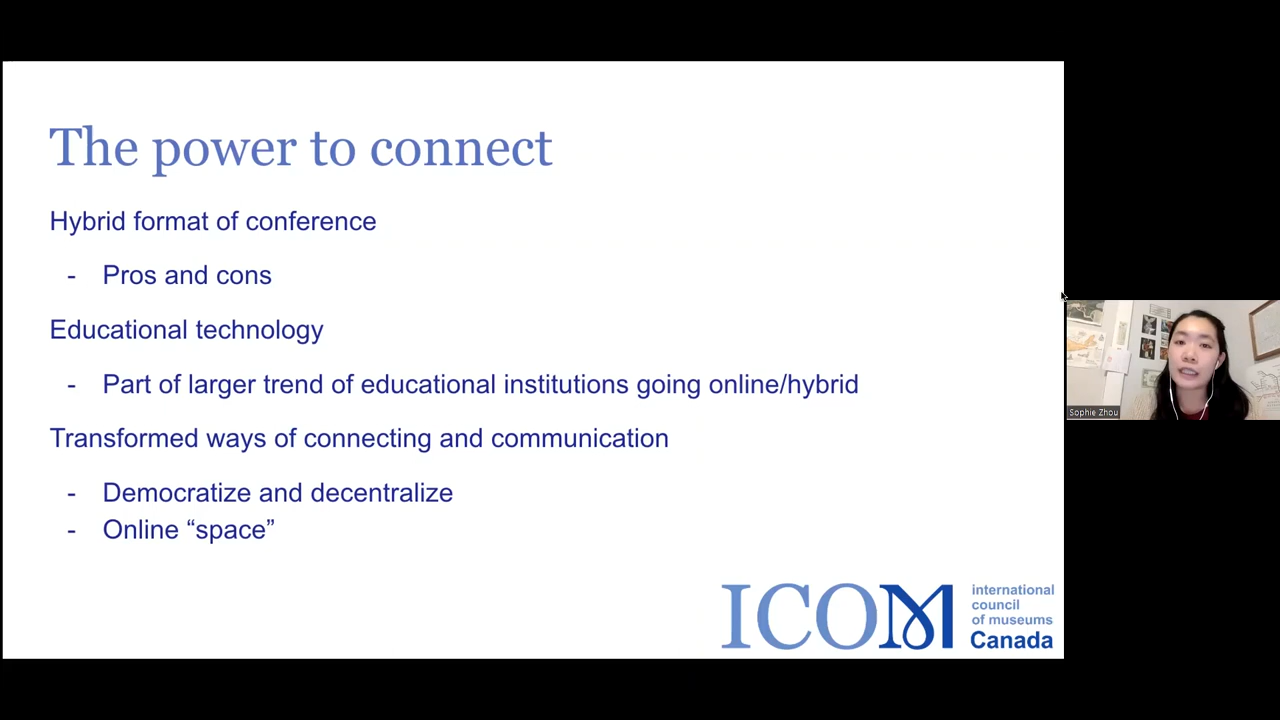 The power to connect
Hybrid format of conference
- Pros and cons
Educational technology
- Part of larger trend of educational institutions going online/hybrid
Transformed ways of connecting and communication
- Democratize and decentralize
- Online “space”
ICOM
international
council
of museums
Canada
Sophie Zhou